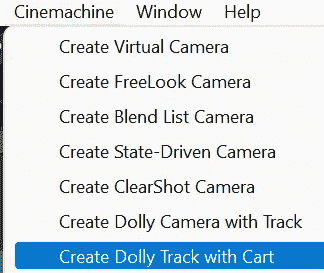 Cinemachine Window Help
Create Virtual Camera
Create FreeLook Camera
Create Blend List Camera
Create State-Driven Camera
Create ClearShot Camera
Create Dolly Camera with Track
Create Dolly Track with Cart